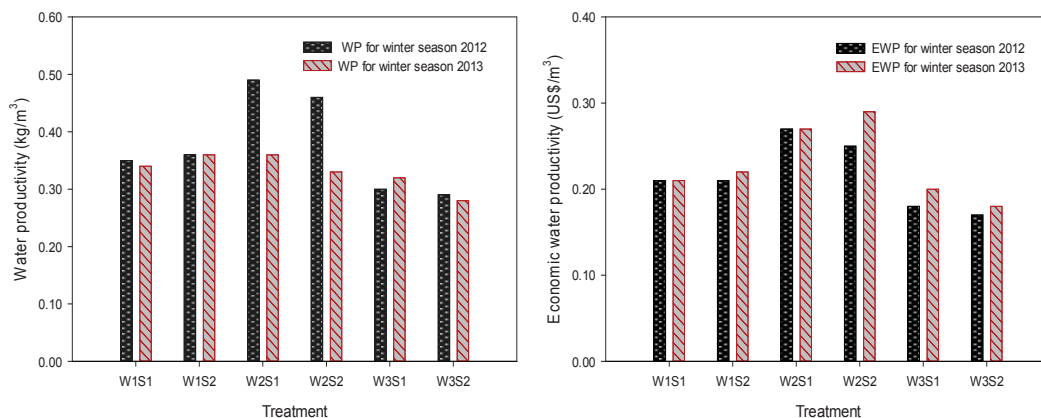 0.60
0.50
0.40
0.30
0.20
0.10
0.00
Water productivity (kg/m³)
WP for winter season 2012
WP for winter season 2013
W1S1 W1S2 W2S1 W2S2 W3S1 W3S2
Treatment
0.40
0.30
0.20
0.10
0.00
Economic water productivity (US$/m³)
EWP for winter season 2012
EWP for winter season 2013
W1S1 W1S2 W2S1 W2S2 W3S1 W3S2
Treatment